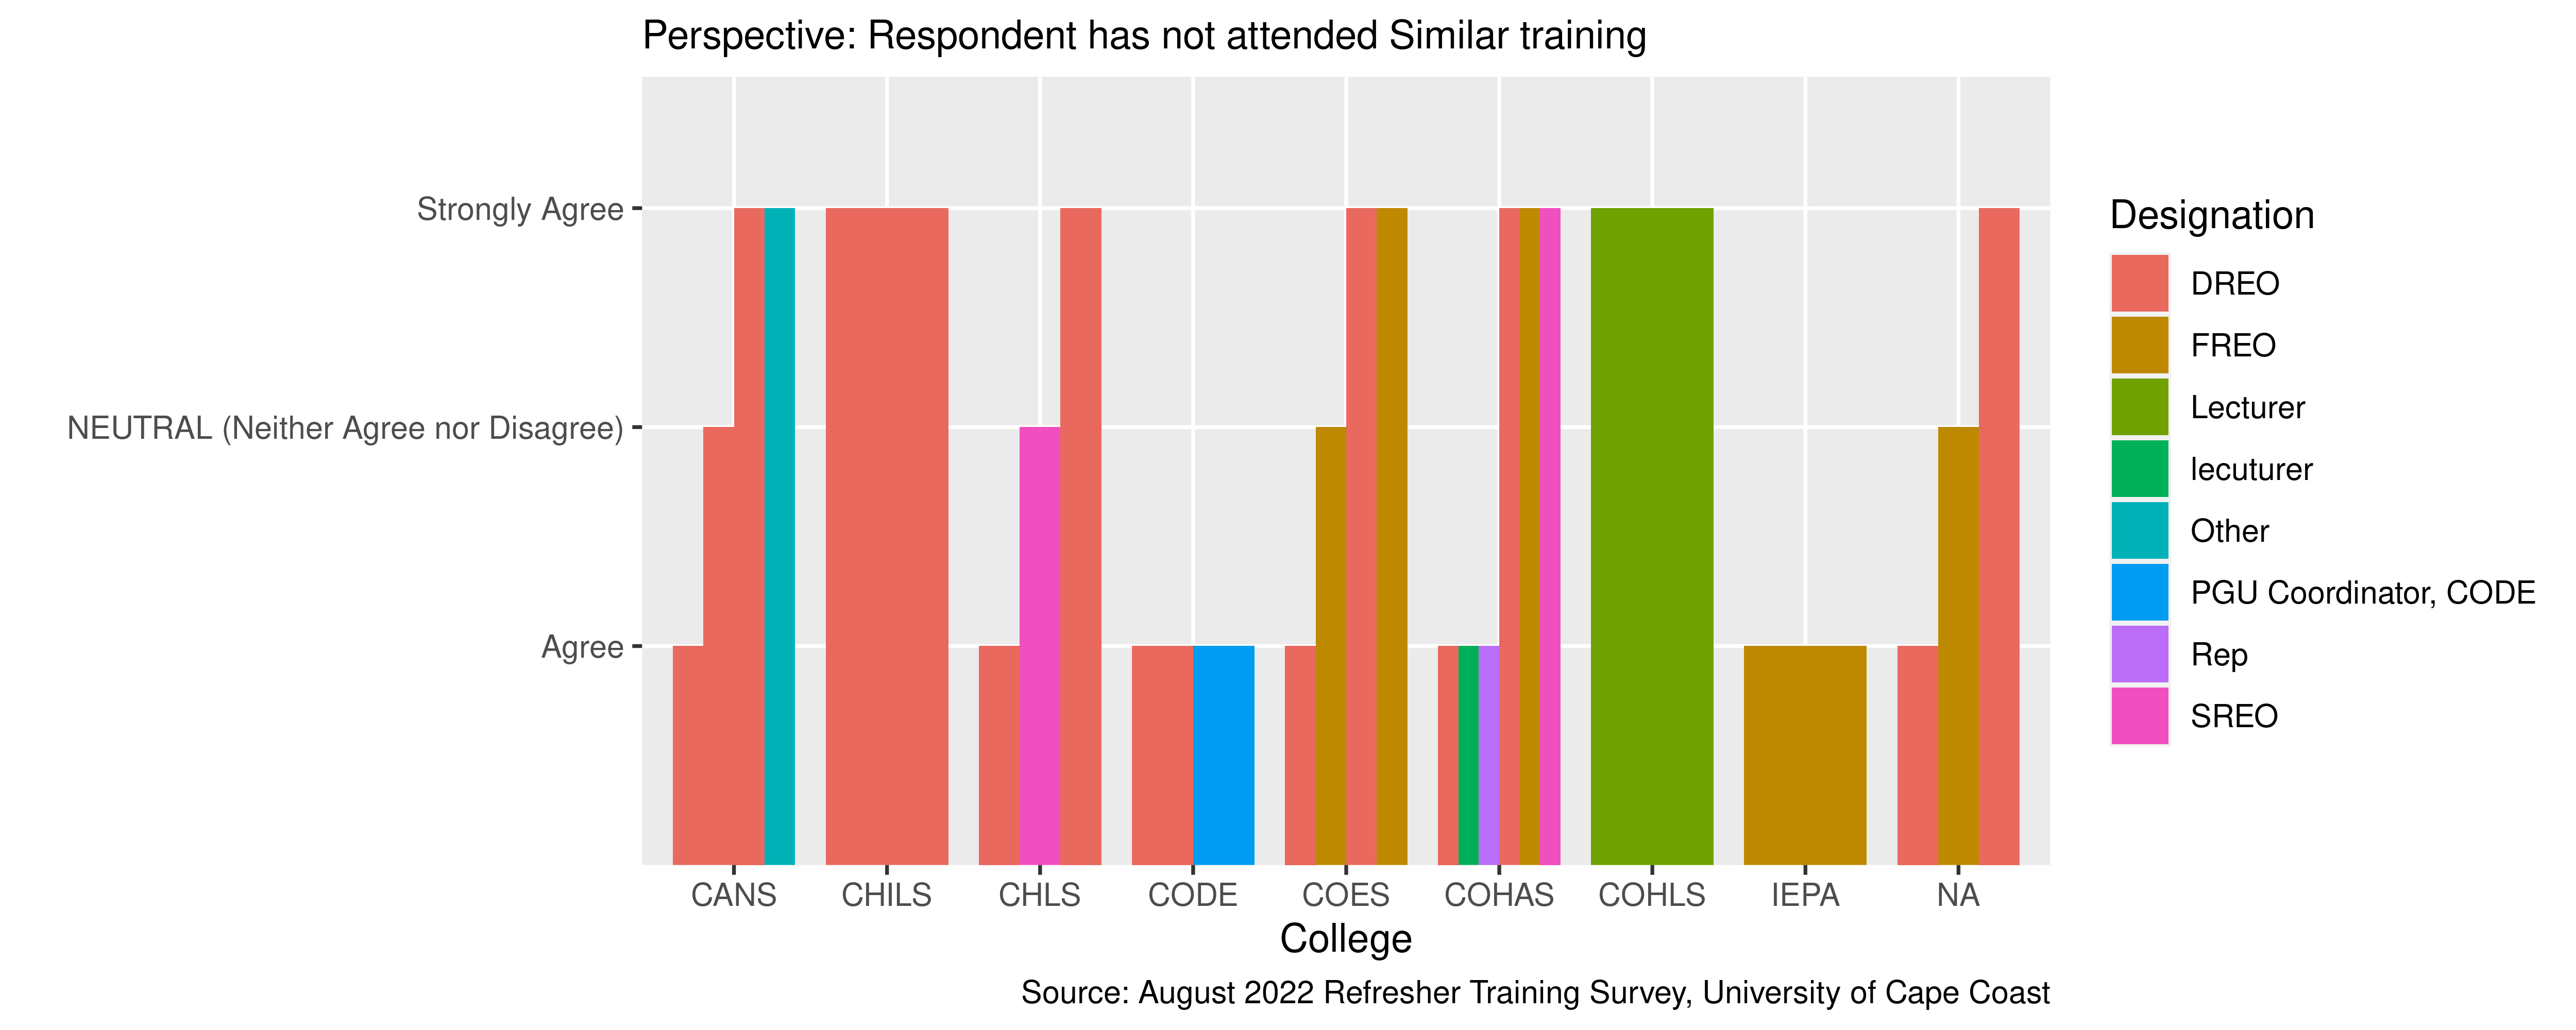 Perspective: Respondent has not attended Similar training
Strongly Agree
NEUTRAL (Neither Agree nor Disagree)
Agree
CANS CHILS CHLS CODE COES COHAS COHLS IEPA NA
College
Source: August 2022 Refresher Training Survey, University of Cape Coast
Designation
DREO
FREO
Lecturer
lecuturer
Other
PGU Coordinator, CODE
Rep
SREO